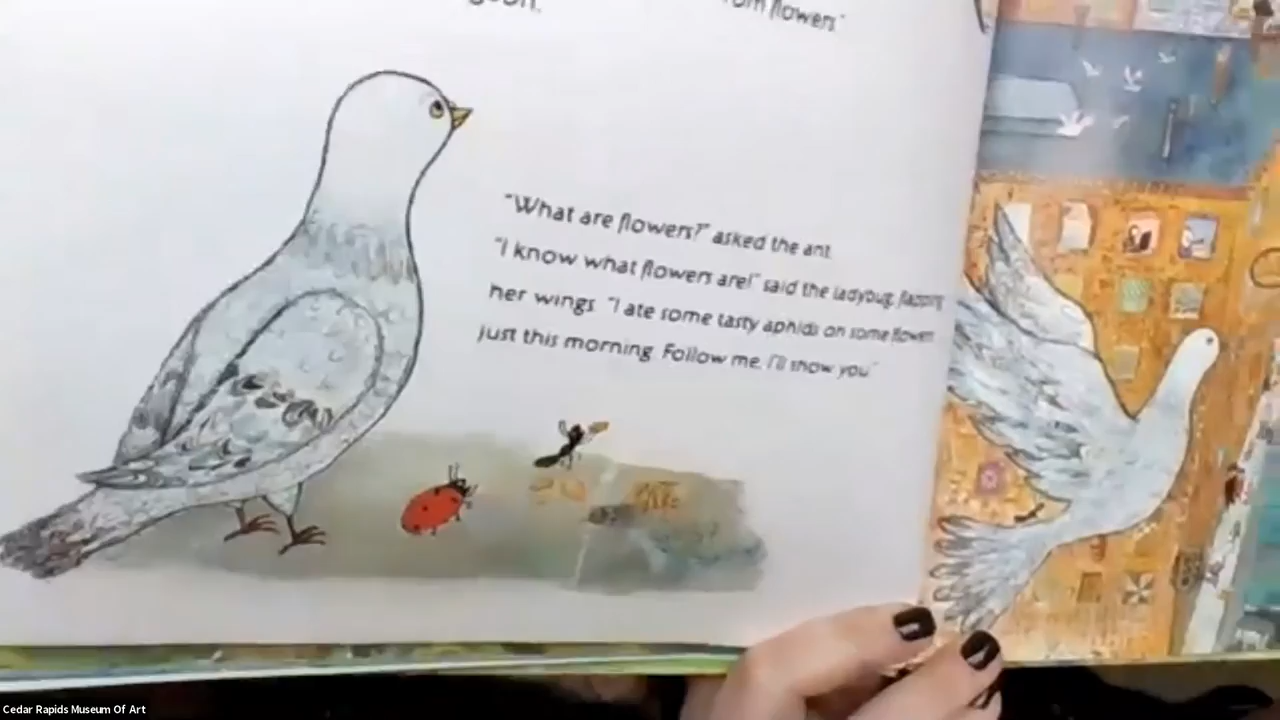 from flowers."
"What are flowers?" asked the ant.
"I know what flowers are!" said the ladybug, flapping
her wings. "I ate some tasty aphids on some flowers
just this morning. Follow me, I'll show you."
Cedar Rapids Museum Of Art